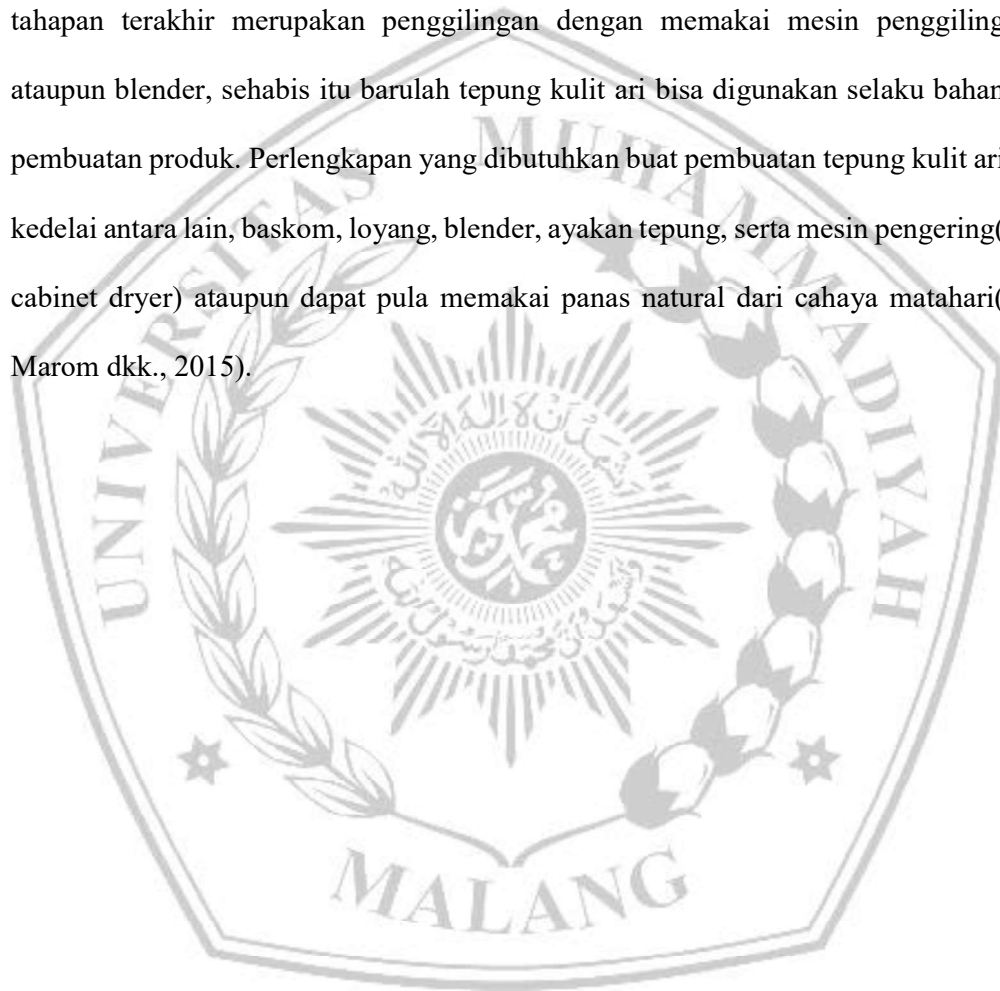 tahapan terakhir merupakan penggilingan dengan memakai mesin penggiling
ataupun blender, sehabis itu barulah tepung kulit ari bisa digunakan selaku bahan
pembuatan produk. Perlengkapan yang dibutuhkan buat pembuatan tepung kulit ari
kedelai antara lain, baskom, loyang, blender, ayakan tepung, serta mesin pengering(
cabinet dryer) ataupun dapat pula memakai panas natural dari cahaya matahari(
Marom dkk., 2015).
UNIVERSITAS MUHAMMADIYAH
MALANG